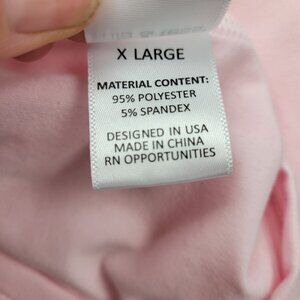 X LARGE
MATERIAL CONTENT:
95% POLYESTER
5% SPANDEX
DESIGNED IN USA
MADE IN CHINA
RN OPPORTUNITIES